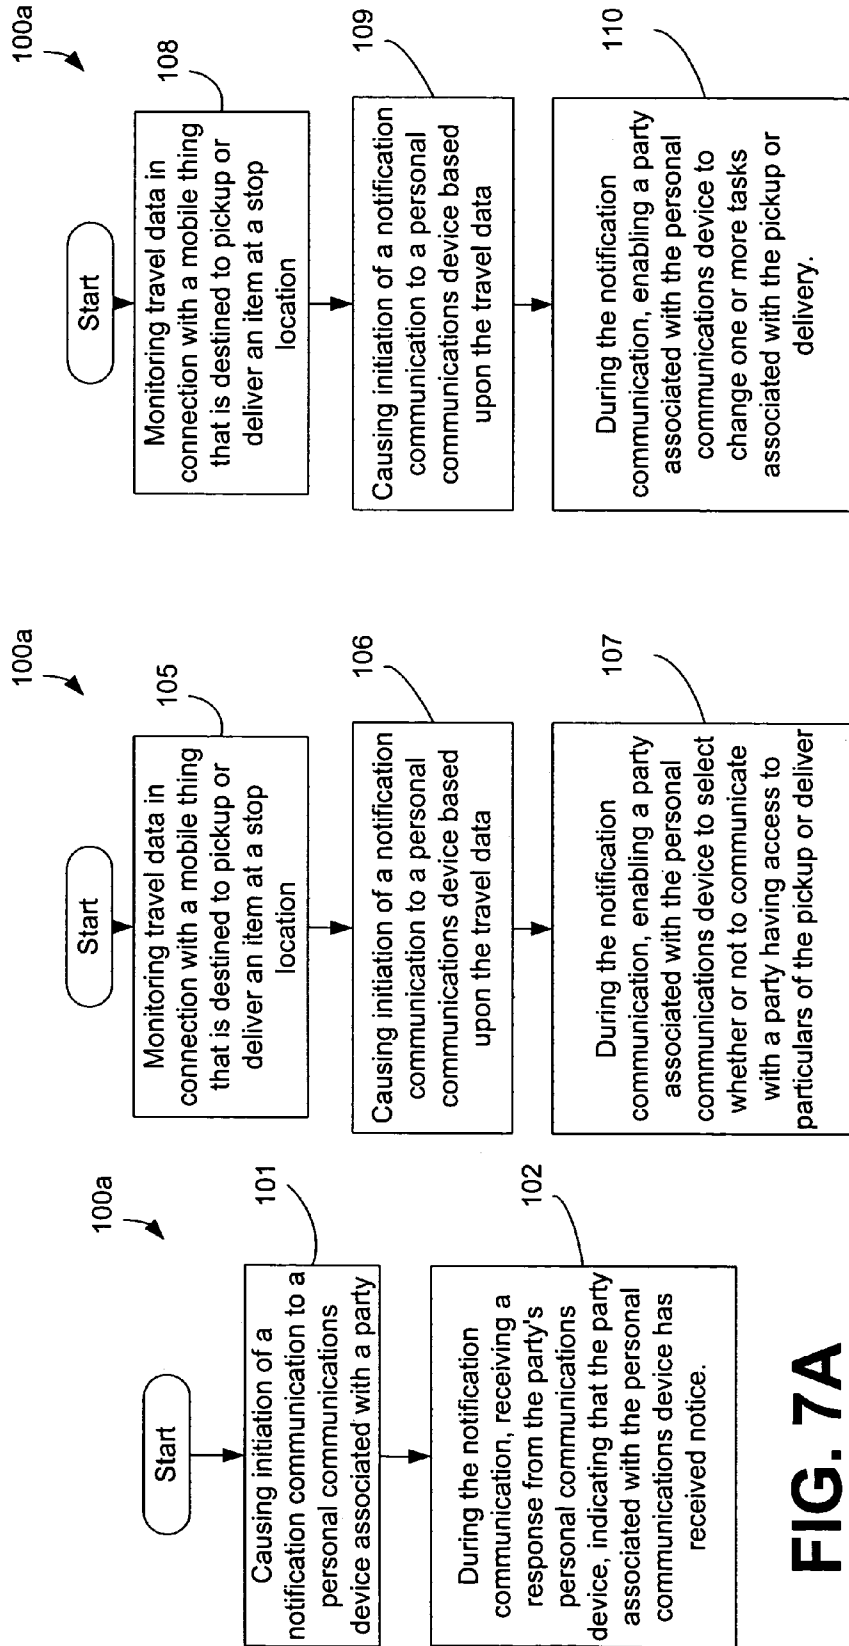 100a
Start
Causing initiation of a
notification communication to a
personal communications
device associated with a party
101
During the notification
communication, receiving a
response from the party's
personal communications
device, indicating that the party
associated with the personal
communications device has
received notice.
102
100a
Start
Monitoring travel data in
connection with a mobile thing
that is destined to pickup or
deliver an item at a stop
location
105
Causing initiation of a notification
communication to a personal
communications device based
upon the travel data
106
During the notification
communication, enabling a party
associated with the personal
communications device to select
whether or not to communicate
with a party having access to
particulars of the pickup or deliver
107
100a
Start
Monitoring travel data in
connection with a mobile thing
that is destined to pickup or
deliver an item at a stop
location
108
Causing initiation of a notification
communication to a personal
communications device based
upon the travel data
109
During the notification
communication, enabling a party
associated with the personal
communications device to
change one or more tasks
associated with the pickup or
delivery.
110
FIG. 7A